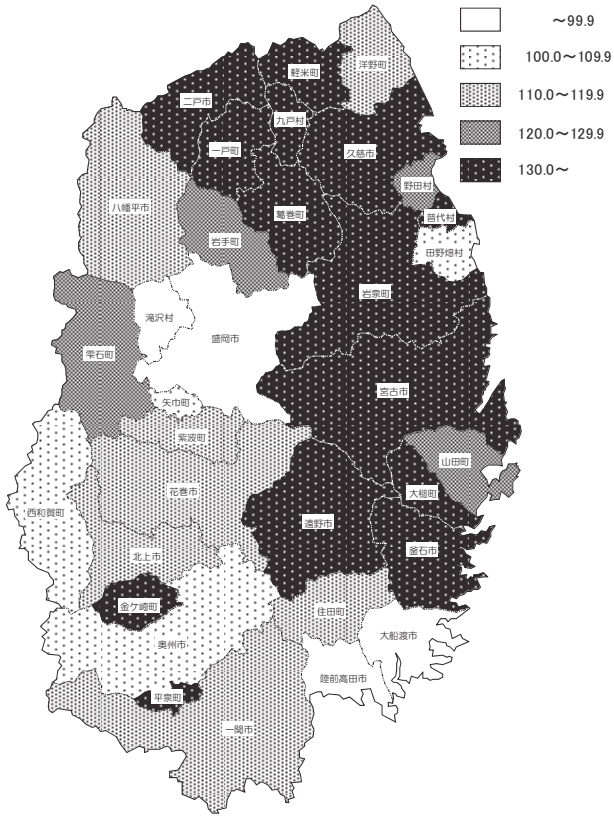 ～99.9
100.0～109.9
110.0～119.9
120.0～129.9
130.0～
洋野町
軽米町
二戸市
九戸村
一戸町
久慈市
野田村
八幡平市
葛巻町
普代村
岩手町
田野畑村
岩泉町
滝沢村
盛岡市
雫石町
宮古市
矢巾町
紫波町
山田町
花巻市
大槌町
西和賀町
遠野市
釜石市
北上市
金ケ崎町
住田町
大船渡市
奥州市
陸前高田市
平泉町
一関市